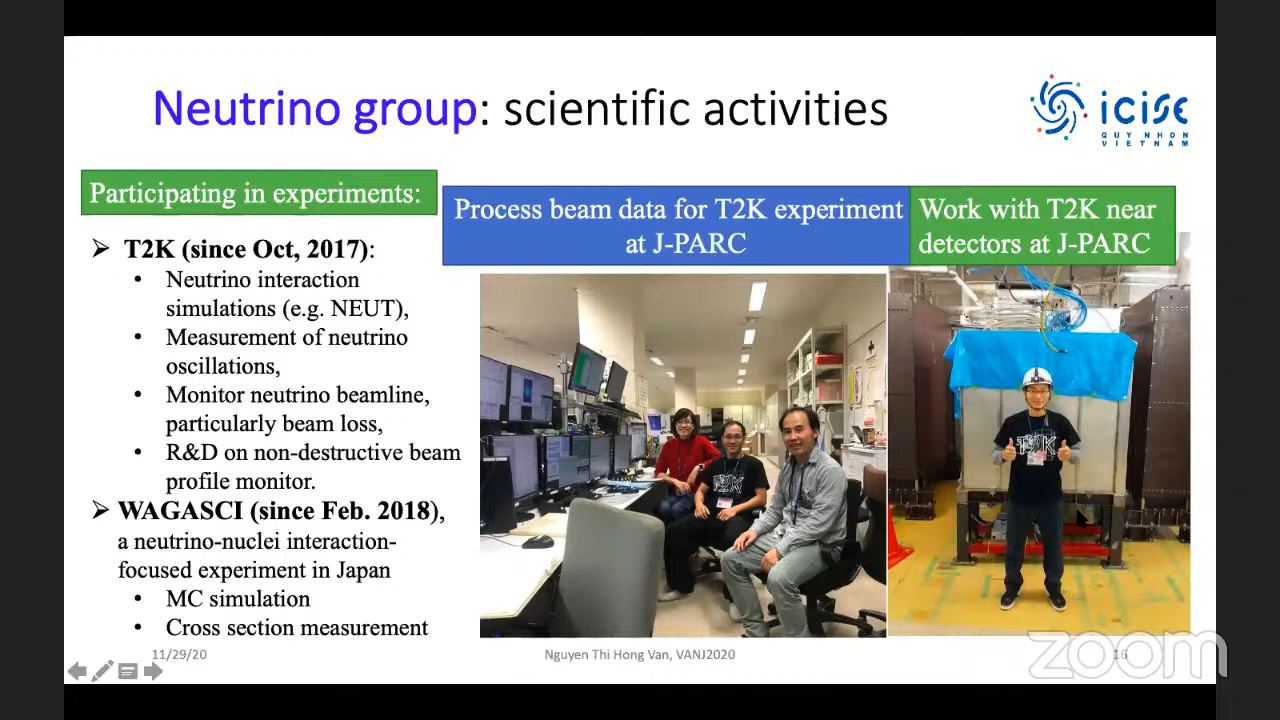 Neutrino group: scientific activities
icise
QUY NHON
VIETNAM
Participating in experiments:
➢ T2K (since Oct, 2017):
• Neutrino interaction
simulations (e.g. NEUT),
• Measurement of neutrino
oscillations,
• Monitor neutrino beamline,
particularly beam loss,
• R&D on non-destructive beam
profile monitor.
➢ WAGASCI (since Feb. 2018),
a neutrino-nuclei interaction-
focused experiment in Japan
• MC simulation
• Cross section measurement
Process beam data for T2K experiment
at J-PARC
Work with T2K near
detectors at J-PARC
T2K
T2K
11/29/20
Nguyen Thi Hong Van, VANJ2020
16
zoom